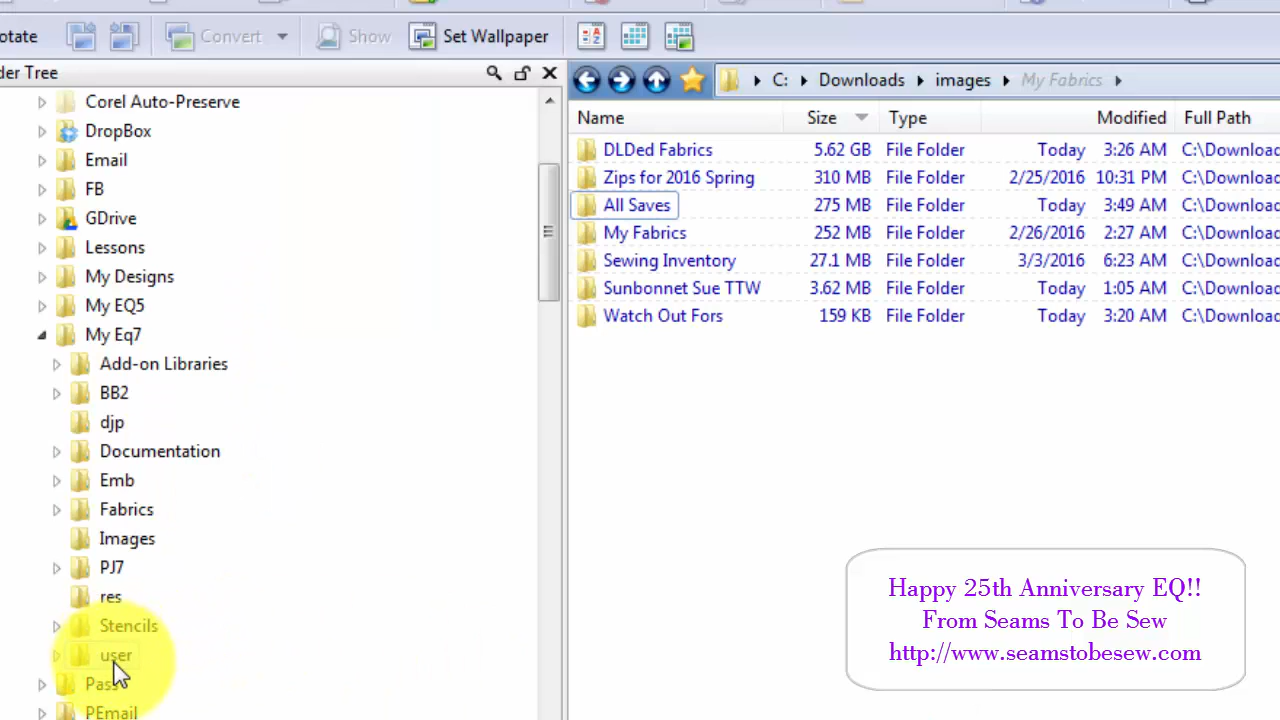 otate Convert Show Set Wallpaper
der Tree
C: Downloads images My Fabrics
Corel Auto-Preserve
DropBox
Email
FB
GDrive
Lessons
My Designs
My EQ5
My Eq7
Add-on Libraries
BB2
djp
Documentation
Emb
Fabrics
Images
PJ7
res
Stencils
user
Pass
PEmail
Name Size Type Modified Full Path
DLDed Fabrics 5.62 GB File Folder Today 3:26 AM C:\Download
Zips for 2016 Spring 310 MB File Folder 2/25/2016 10:31 PM C:\Download
All Saves 275 MB File Folder Today 3:49 AM C:\Download
My Fabrics 252 MB File Folder 2/26/2016 2:27 AM C:\Download
Sewing Inventory 27.1 MB File Folder 3/3/2016 6:23 AM C:\Download
Sunbonnet Sue TTW 3.62 MB File Folder Today 1:05 AM C:\Download
Watch Out Fors 159 KB File Folder Today 3:20 AM C:\Download
Happy 25th Anniversary EQ!!
From Seams To Be Sew
http://www.seamstobesew.com